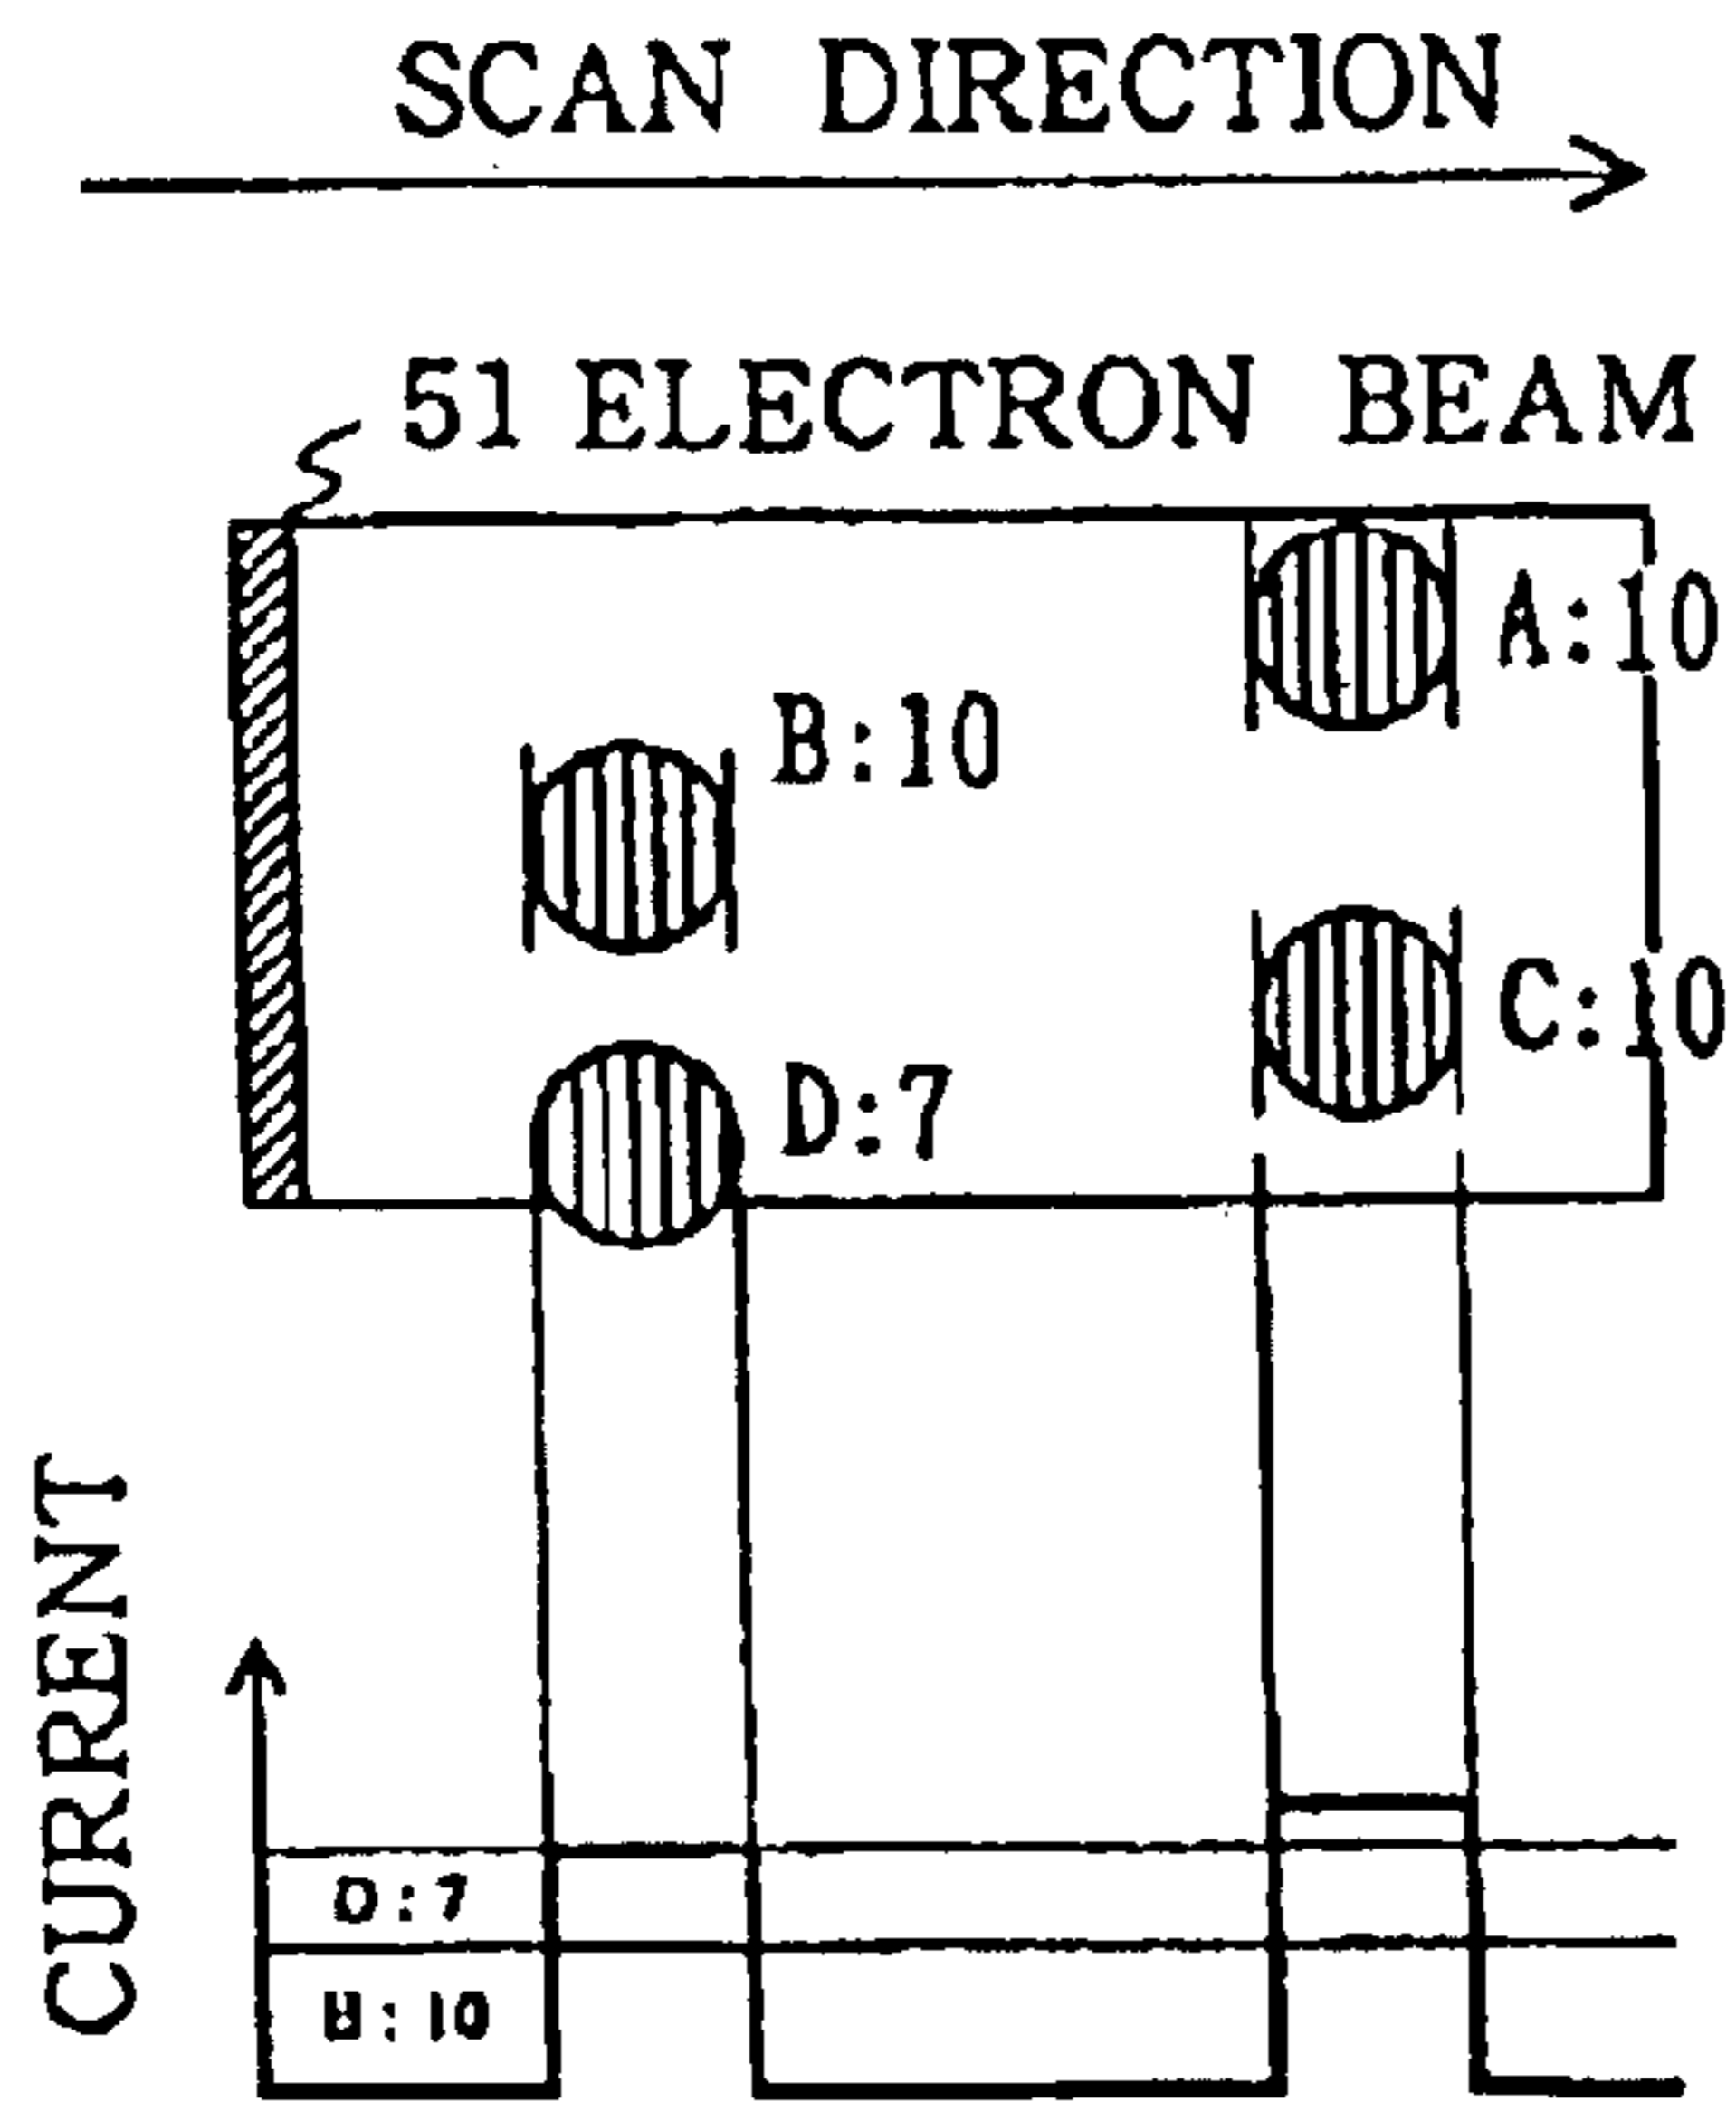 SCAN DIRECTION
51 ELECTRON BEAM
A:10
B:10
C:10
D:7
CURRENT
D:7
:10